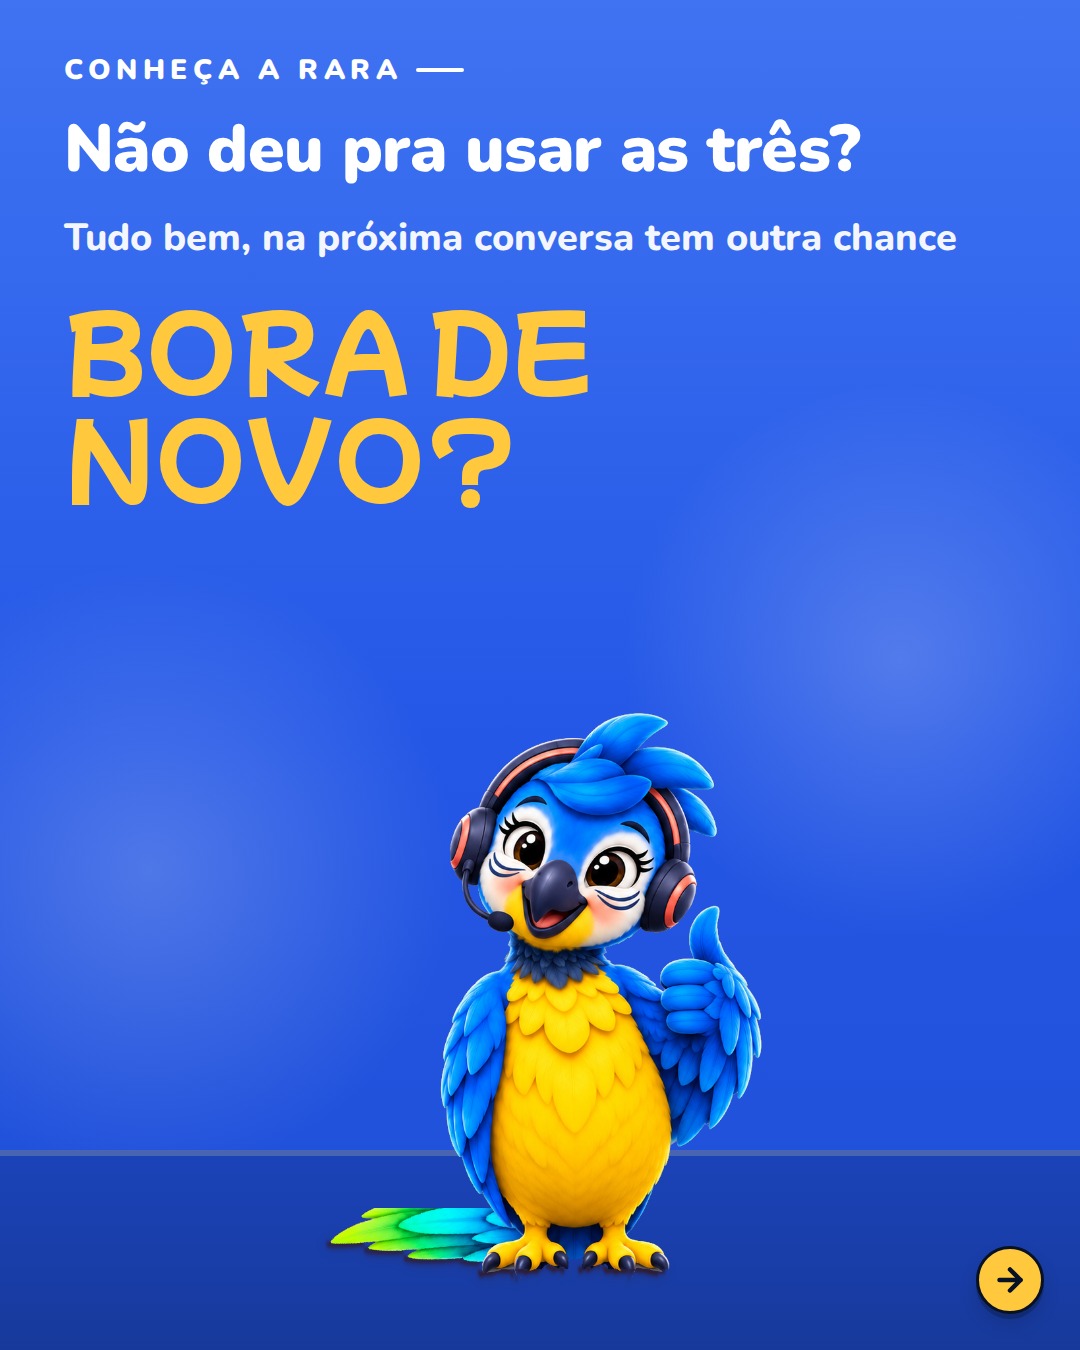 CONHEÇA A RARA
Não deu pra usar as três?
Tudo bem, na próxima conversa tem outra chance
BORA DE
NOVO?